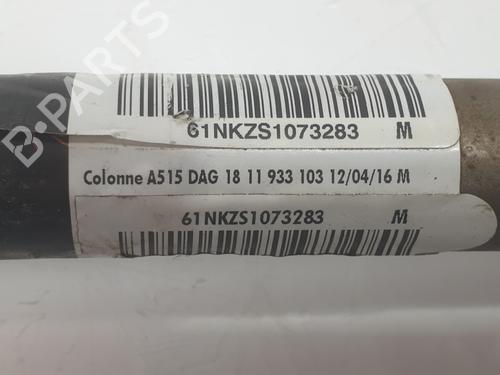 B-PARTS
61NKZS1073283 M
Colonne A515 DAG 18 11 933 103 12/04/16 M
61NKZS1073283 M